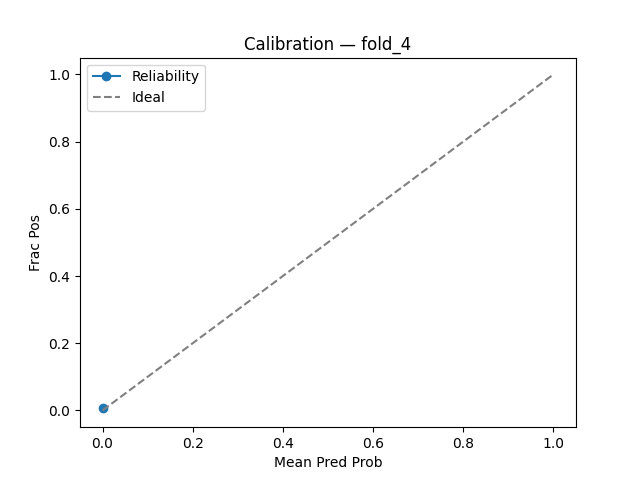 Calibration — fold_4
Reliability
Ideal
Frac Pos
1.0
0.8
0.6
0.4
0.2
0.0
0.0 0.2 0.4 0.6 0.8 1.0
Mean Pred Prob